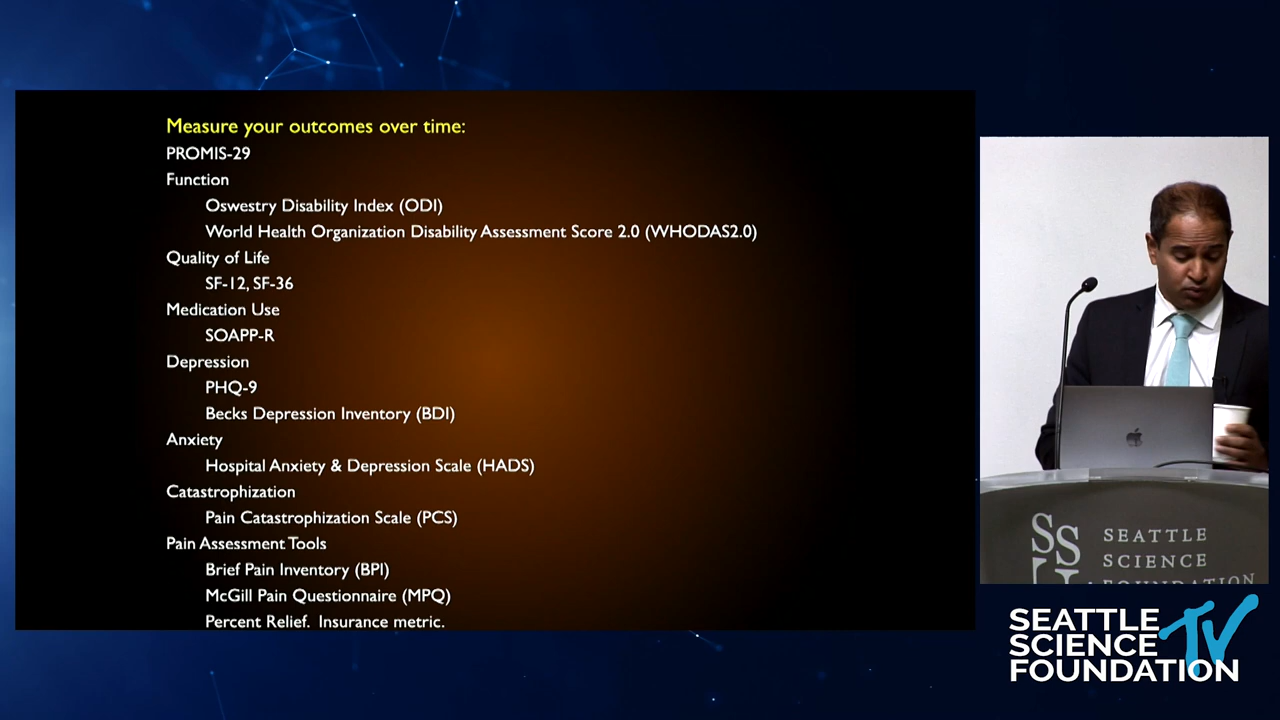 Measure your outcomes over time:
PROMIS-29
Function
Oswestry Disability Index (ODI)
World Health Organization Disability Assessment Score 2.0 (WHODAS2.0)
Quality of Life
SF-12, SF-36
Medication Use
SOAPP-R
Depression
PHQ-9
Becks Depression Inventory (BDI)
Anxiety
Hospital Anxiety & Depression Scale (HADS)
Catastrophization
Pain Catastrophization Scale (PCS)
Pain Assessment Tools
Brief Pain Inventory (BPI)
McGill Pain Questionnaire (MPQ)
Percent Relief. Insurance metric.
SS
SEATTLE
SCIENCE
FOUNDATION
SEATTLE
SCIENCE
FOUNDATION
TV